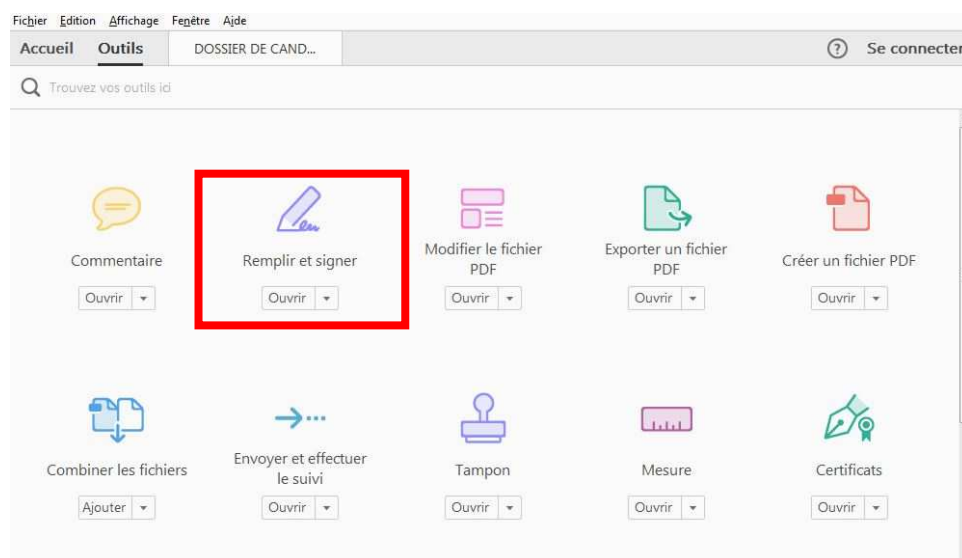 Fichier Edition Affichage Fenêtre Aide
Accueil Outils DOSSIER DE CAND... ? Se connecter
Trouvez vos outils ici
Commentaire
Ouvrir
Remplir et signer
Ouvrir
Modifier le fichier
PDF
Ouvrir
Exporter un fichier
PDF
Ouvrir
Créer un fichier PDF
Ouvrir
Combiner les fichiers
Ajouter
Envoyer et effectuer
le suivi
Ouvrir
Tampon
Ouvrir
Mesure
Ouvrir
Certificats
Ouvrir